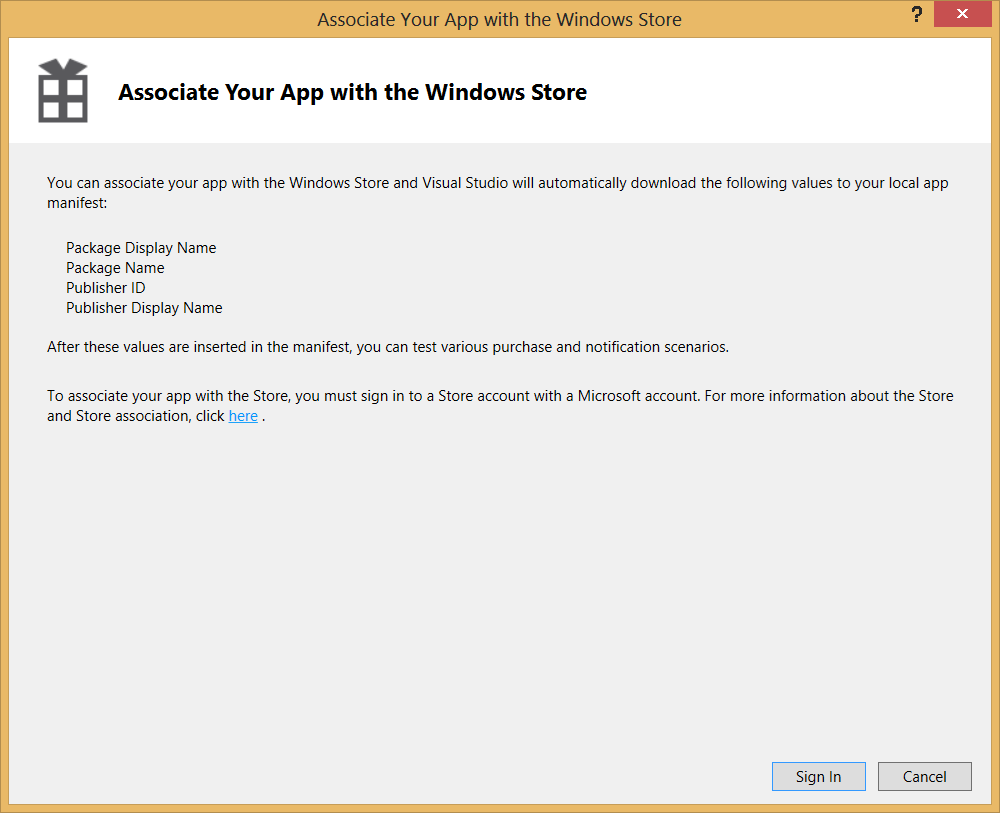 Associate Your App with the Windows Store
?
Associate Your App with the Windows Store
You can associate your app with the Windows Store and Visual Studio will automatically download the following values to your local app
manifest:
Package Display Name
Package Name
Publisher ID
Publisher Display Name
After these values are inserted in the manifest, you can test various purchase and notification scenarios.
To associate your app with the Store, you must sign in to a Store account with a Microsoft account. For more information about the Store
and Store association, click here .
Sign In
Cancel